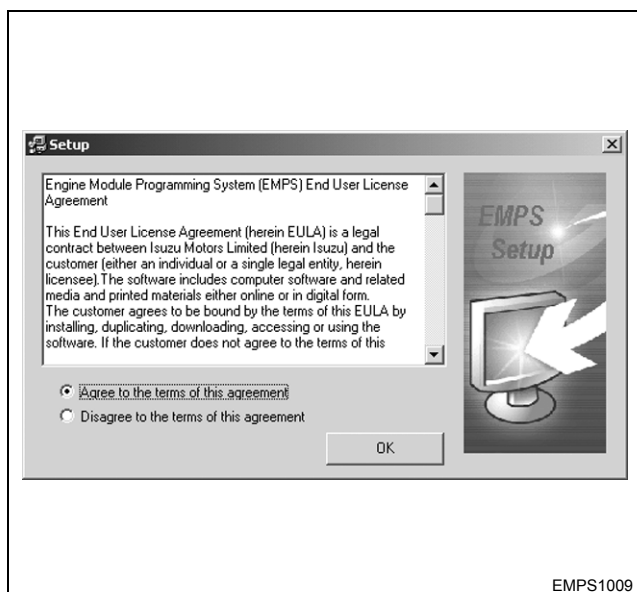 Setup
Engine Module Programming System (EMPS) End User License
Agreement
This End User License Agreement (herein EULA) is a legal
contract between Isuzu Motors Limited (herein Isuzu) and the
customer (either an individual or a single legal entity, herein
licensee).The software includes computer software and related
media and printed materials either online or in digital form.
The customer agrees to be bound by the terms of this EULA by
installing, duplicating, downloading, accessing or using the
software. If the customer does not agree to the terms of this
Agree to the terms of this agreement
Disagree to the terms of this agreement
OK
EMPS
Setup
EMPS1009